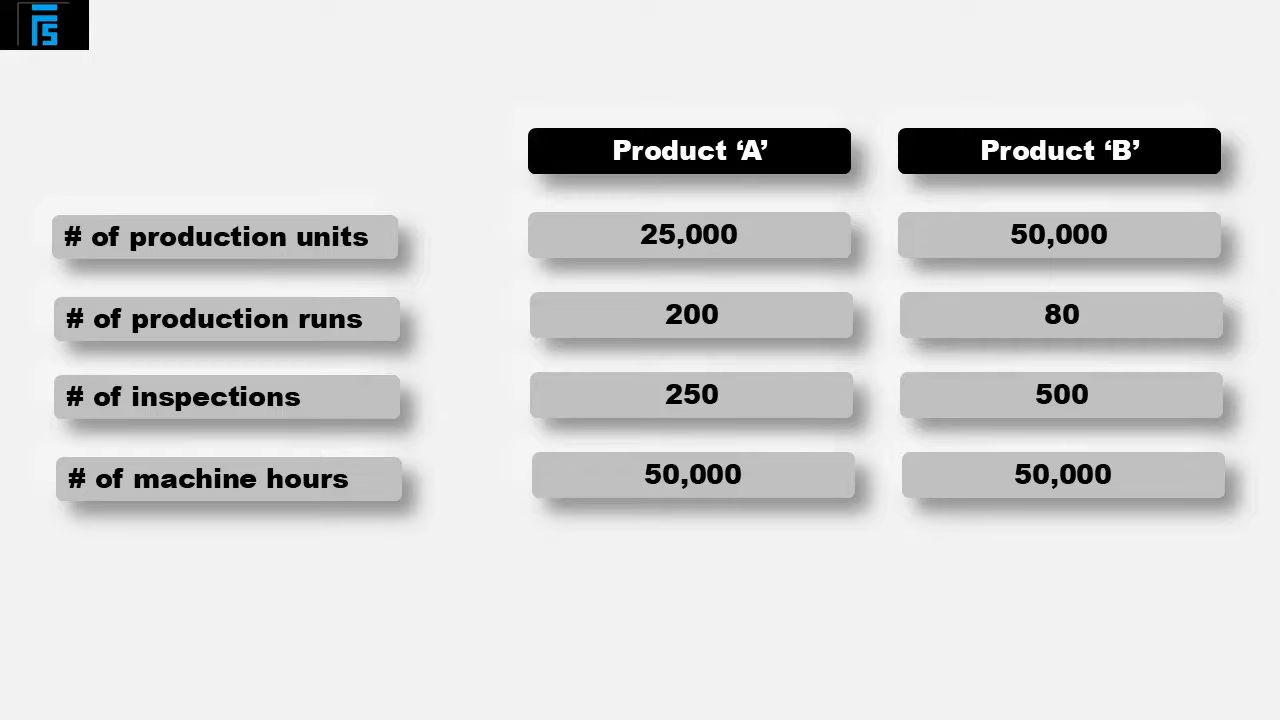 Product ‘A’ Product ‘B’
# of production units 25,000 50,000
# of production runs 200 80
# of inspections 250 500
# of machine hours 50,000 50,000